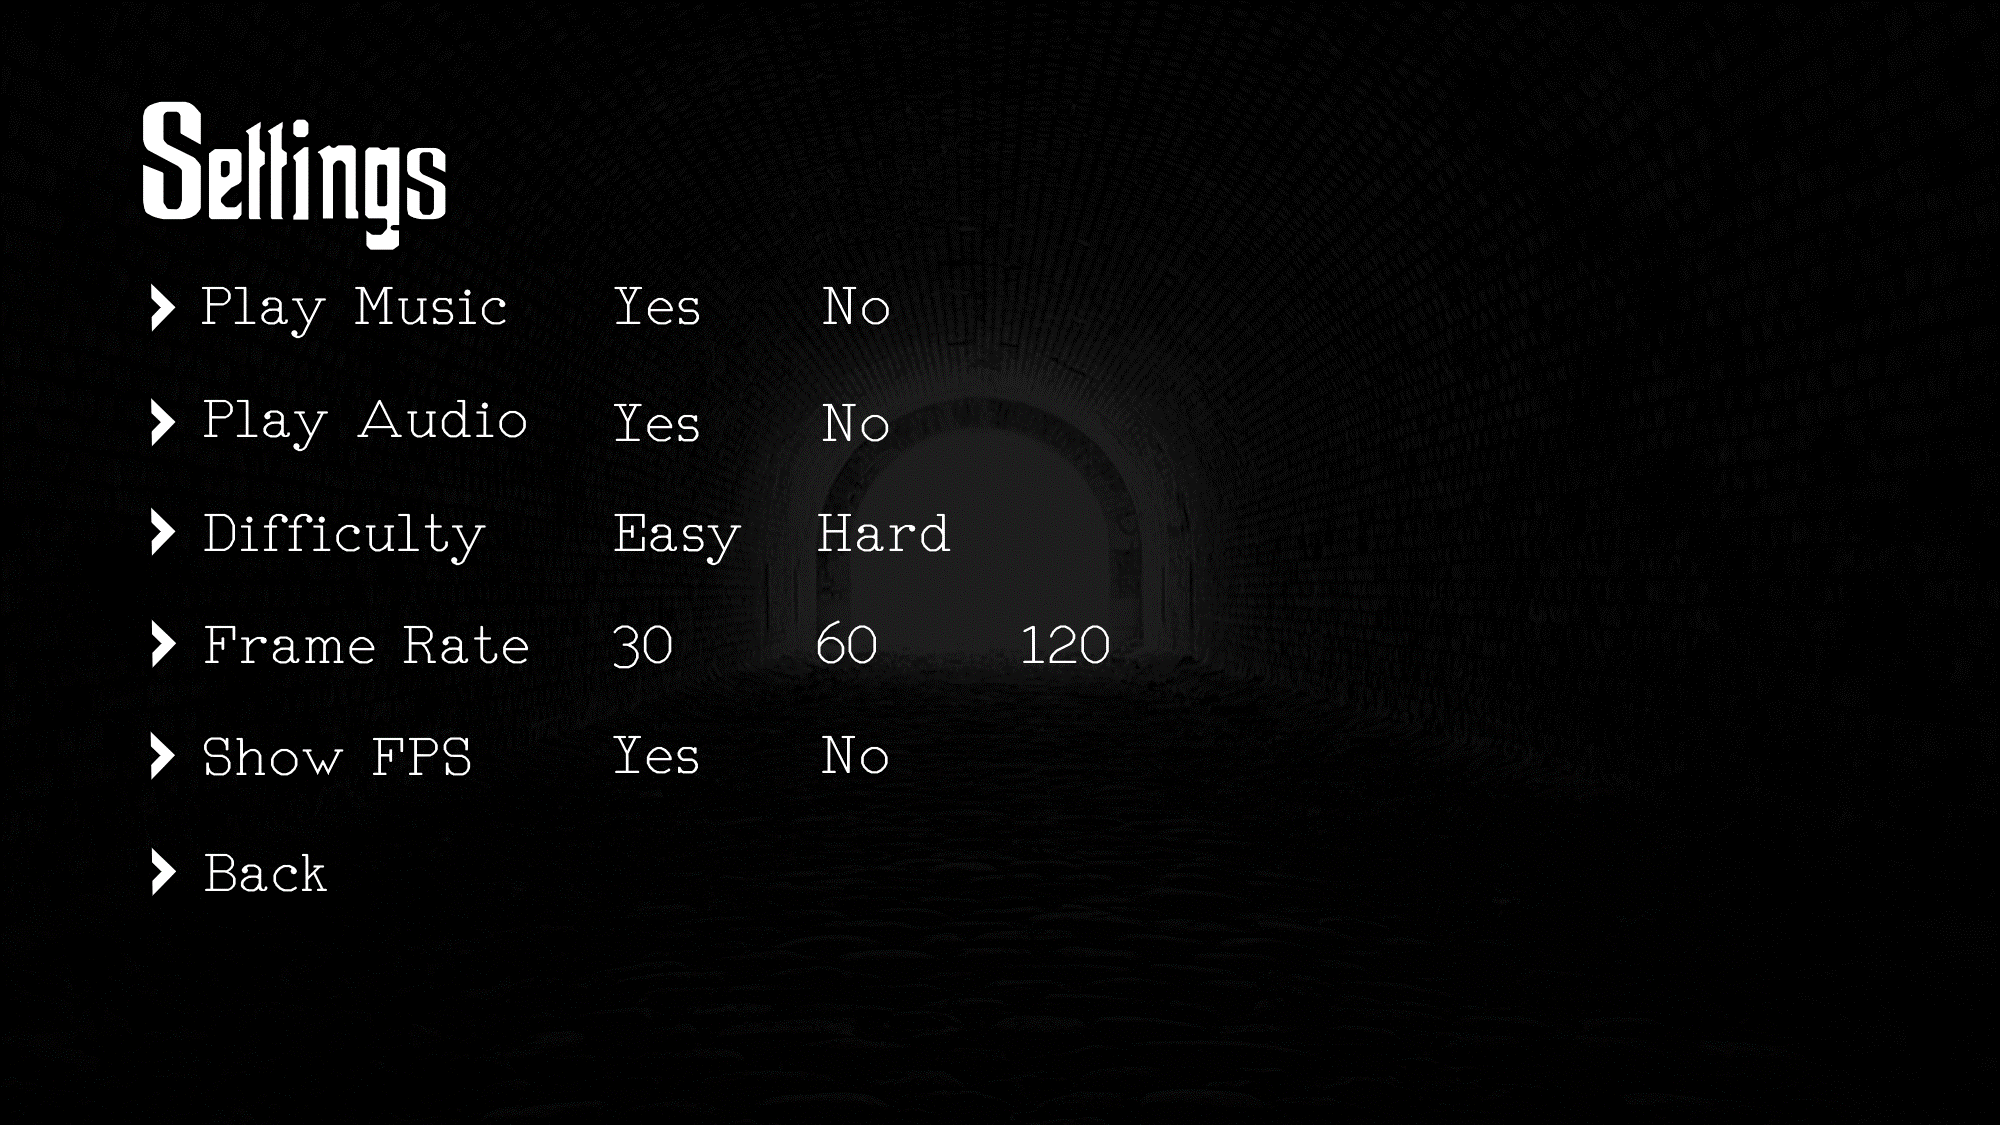 Settings
Play Music Yes No
Play Audio Yes No
Difficulty Easy Hard
Frame Rate 30 60 120
Show FPS Yes No
Back